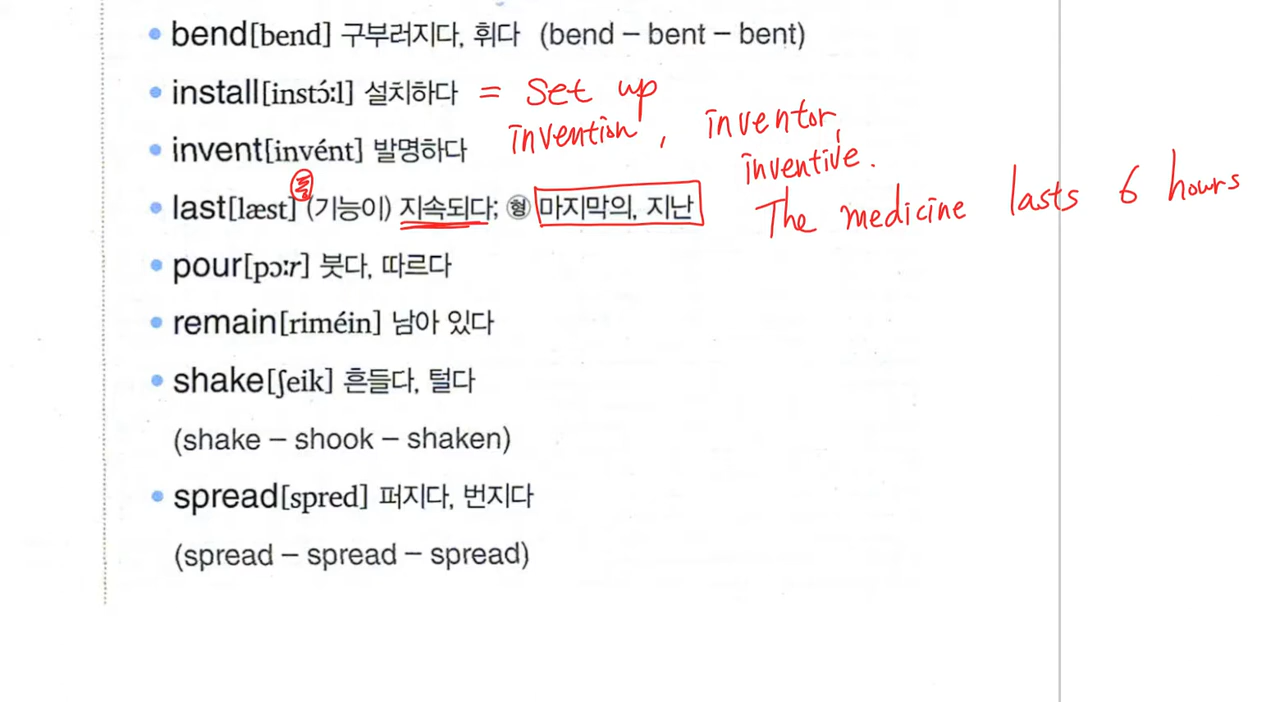 bend[bend] 구부러지다, 휘다 (bend – bent – bent)
install[instɔ́ːl] 설치하다 = Set up
invent[invént] 발명하다 invention, inventor,
inventive.
last[læst] 동 (기능이) 지속되다; 형 마지막의, 지난 The medicine lasts 6 hours
pour[pɔːr] 붓다, 따르다
remain[riméin] 남아 있다
shake[ʃeik] 흔들다, 털다
(shake – shook – shaken)
spread[spred] 퍼지다, 번지다
(spread – spread – spread)